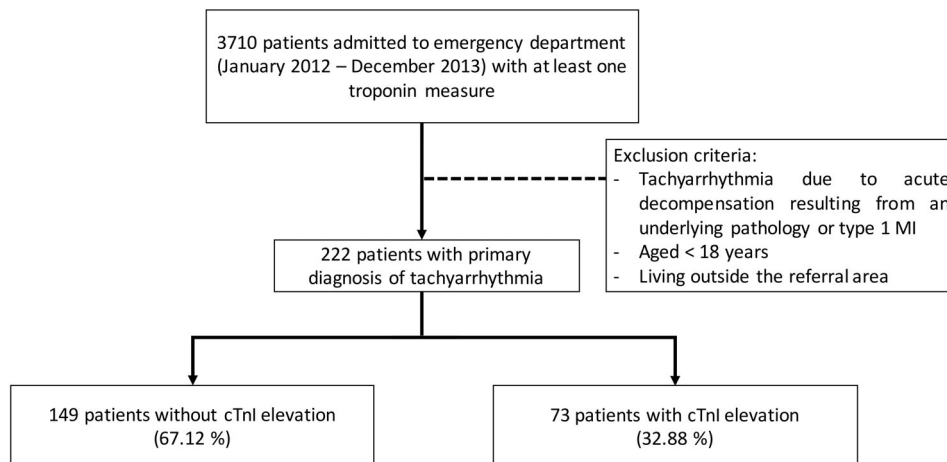 3710 patients admitted to emergency department
(January 2012 – December 2013) with at least one
troponin measure
Exclusion criteria:
- Tachyarrhythmia due to acute
decompensation resulting from an
underlying pathology or type 1 MI
- Aged < 18 years
- Living outside the referral area
222 patients with primary
diagnosis of tachyarrhythmia
149 patients without cTnI elevation
(67.12 %)
73 patients with cTnI elevation
(32.88 %)